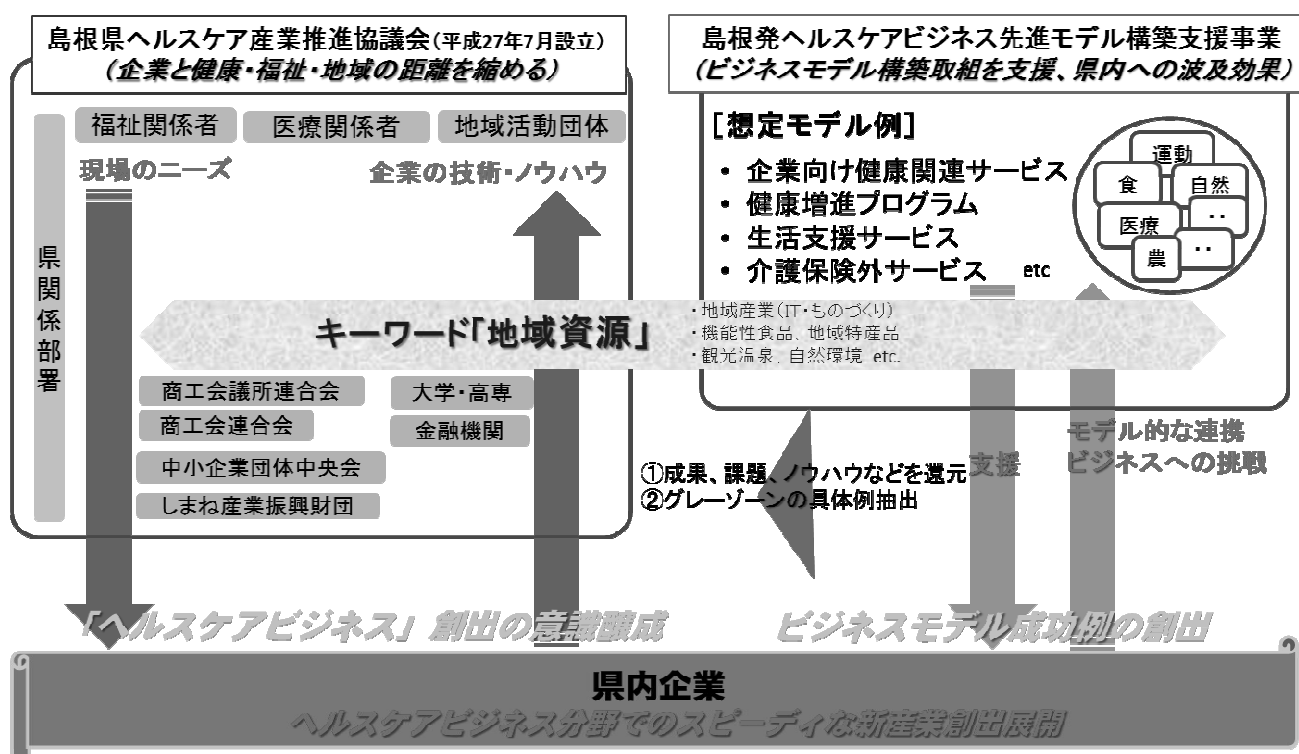 島根県ヘルスケア産業推進協議会(平成27年7月設立)
(企業と健康・福祉・地域の距離を縮める)
福祉関係者
医療関係者
地域活動団体
現場のニーズ
企業の技術・ノウハウ
県関係部署
キーワード「地域資源」
・地域産業(IT・ものづくり)
・機能性食品、地域特産品
・観光温泉、自然環境 etc.
商工会議所連合会
大学・高専
商工会連合会
金融機関
中小企業団体中央会
しまね産業振興財団
島根発ヘルスケアビジネス先進モデル構築支援事業
(ビジネスモデル構築取組を支援、県内への波及効果)
[想定モデル例]
・ 企業向け健康関連サービス
・ 健康増進プログラム
・ 生活支援サービス
・ 介護保険外サービス etc
運動
食
自然
医療
‥
農
‥
①成果、課題、ノウハウなどを還元
②グレーゾーンの具体例抽出
支援
モデル的な連携
ビジネスへの挑戦
「ヘルスケアビジネス」創出の意識醸成
ビジネスモデル成功例の創出
県内企業
ヘルスケアビジネス分野でのスピーディな新産業創出展開